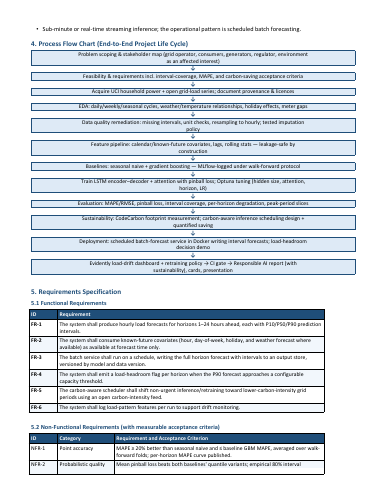 • Sub-minute or real-time streaming inference; the operational pattern is scheduled batch forecasting.
4. Process Flow Chart (End-to-End Project Life Cycle)
Problem scoping & stakeholder map (grid operator, consumers, generators, regulator, environment
as an affected interest)
↓
Feasibility & requirements incl. interval-coverage, MAPE, and carbon-saving acceptance criteria
↓
Acquire UCI household power + open grid-load series; document provenance & licences
↓
EDA: daily/weekly/seasonal cycles, weather/temperature relationships, holiday effects, meter gaps
↓
Data quality remediation: missing intervals, unit checks, resampling to hourly; tested imputation
policy
↓
Feature pipeline: calendar/known-future covariates, lags, rolling stats — leakage-safe by
construction
↓
Baselines: seasonal naive + gradient boosting — MLflow-logged under walk-forward protocol
↓
Train LSTM encoder–decoder + attention with pinball loss; Optuna tuning (hidden size, attention,
horizon, LR)
↓
Evaluation: MAPE/RMSE, pinball loss, interval coverage, per-horizon degradation, peak-period slices
↓
Sustainability: CodeCarbon footprint measurement; carbon-aware inference scheduling design +
quantified saving
↓
Deployment: scheduled batch-forecast service in Docker writing interval forecasts; load-headroom
decision demo
↓
Evidently load-drift dashboard + retraining policy → CI gate → Responsible AI report (with
sustainability), cards, presentation
5. Requirements Specification
5.1 Functional Requirements
ID Requirement
FR-1 The system shall produce hourly load forecasts for horizons 1–24 hours ahead, each with P10/P50/P90 prediction
intervals.
FR-2 The system shall consume known-future covariates (hour, day-of-week, holiday, and weather forecast where
available) as available at forecast time only.
FR-3 The batch service shall run on a schedule, writing the full horizon forecast with intervals to an output store,
versioned by model and data version.
FR-4 The system shall emit a load-headroom flag per horizon when the P90 forecast approaches a configurable
capacity threshold.
FR-5 The carbon-aware scheduler shall shift non-urgent inference/retraining toward lower-carbon-intensity grid
periods using an open carbon-intensity feed.
FR-6 The system shall log load-pattern features per run to support drift monitoring.
5.2 Non-Functional Requirements (with measurable acceptance criteria)
ID Category Requirement and Acceptance Criterion
NFR-1 Point accuracy MAPE ≥ 20% better than seasonal naive and ≤ baseline GBM MAPE, averaged over walk-
forward folds; per-horizon MAPE curve published.
NFR-2 Probabilistic quality Mean pinball loss beats both baselines' quantile variants; empirical 80% interval